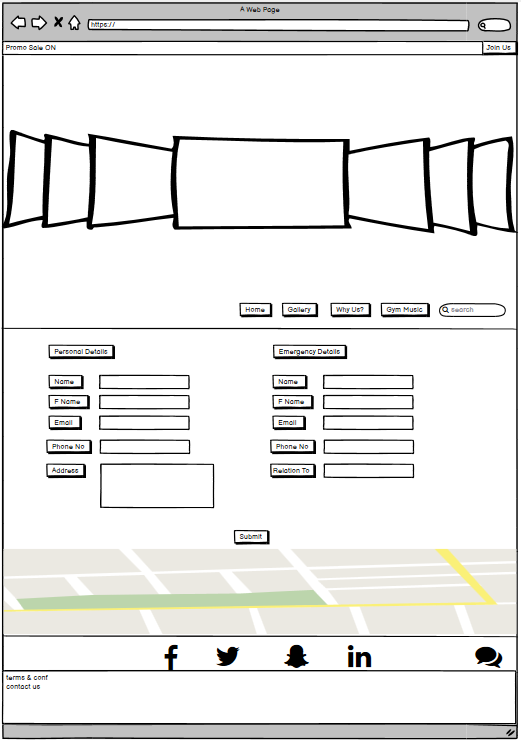 A Web Page
https://
Promo Sale ON
Join Us
Home
Gallery
Why Us?
Gym Music
search
Personal Details
Emergency Details
Name
Name
F Name
F Name
Email
Email
Phone No
Phone No
Address
Relation To
Submit
terms & conf
contact us